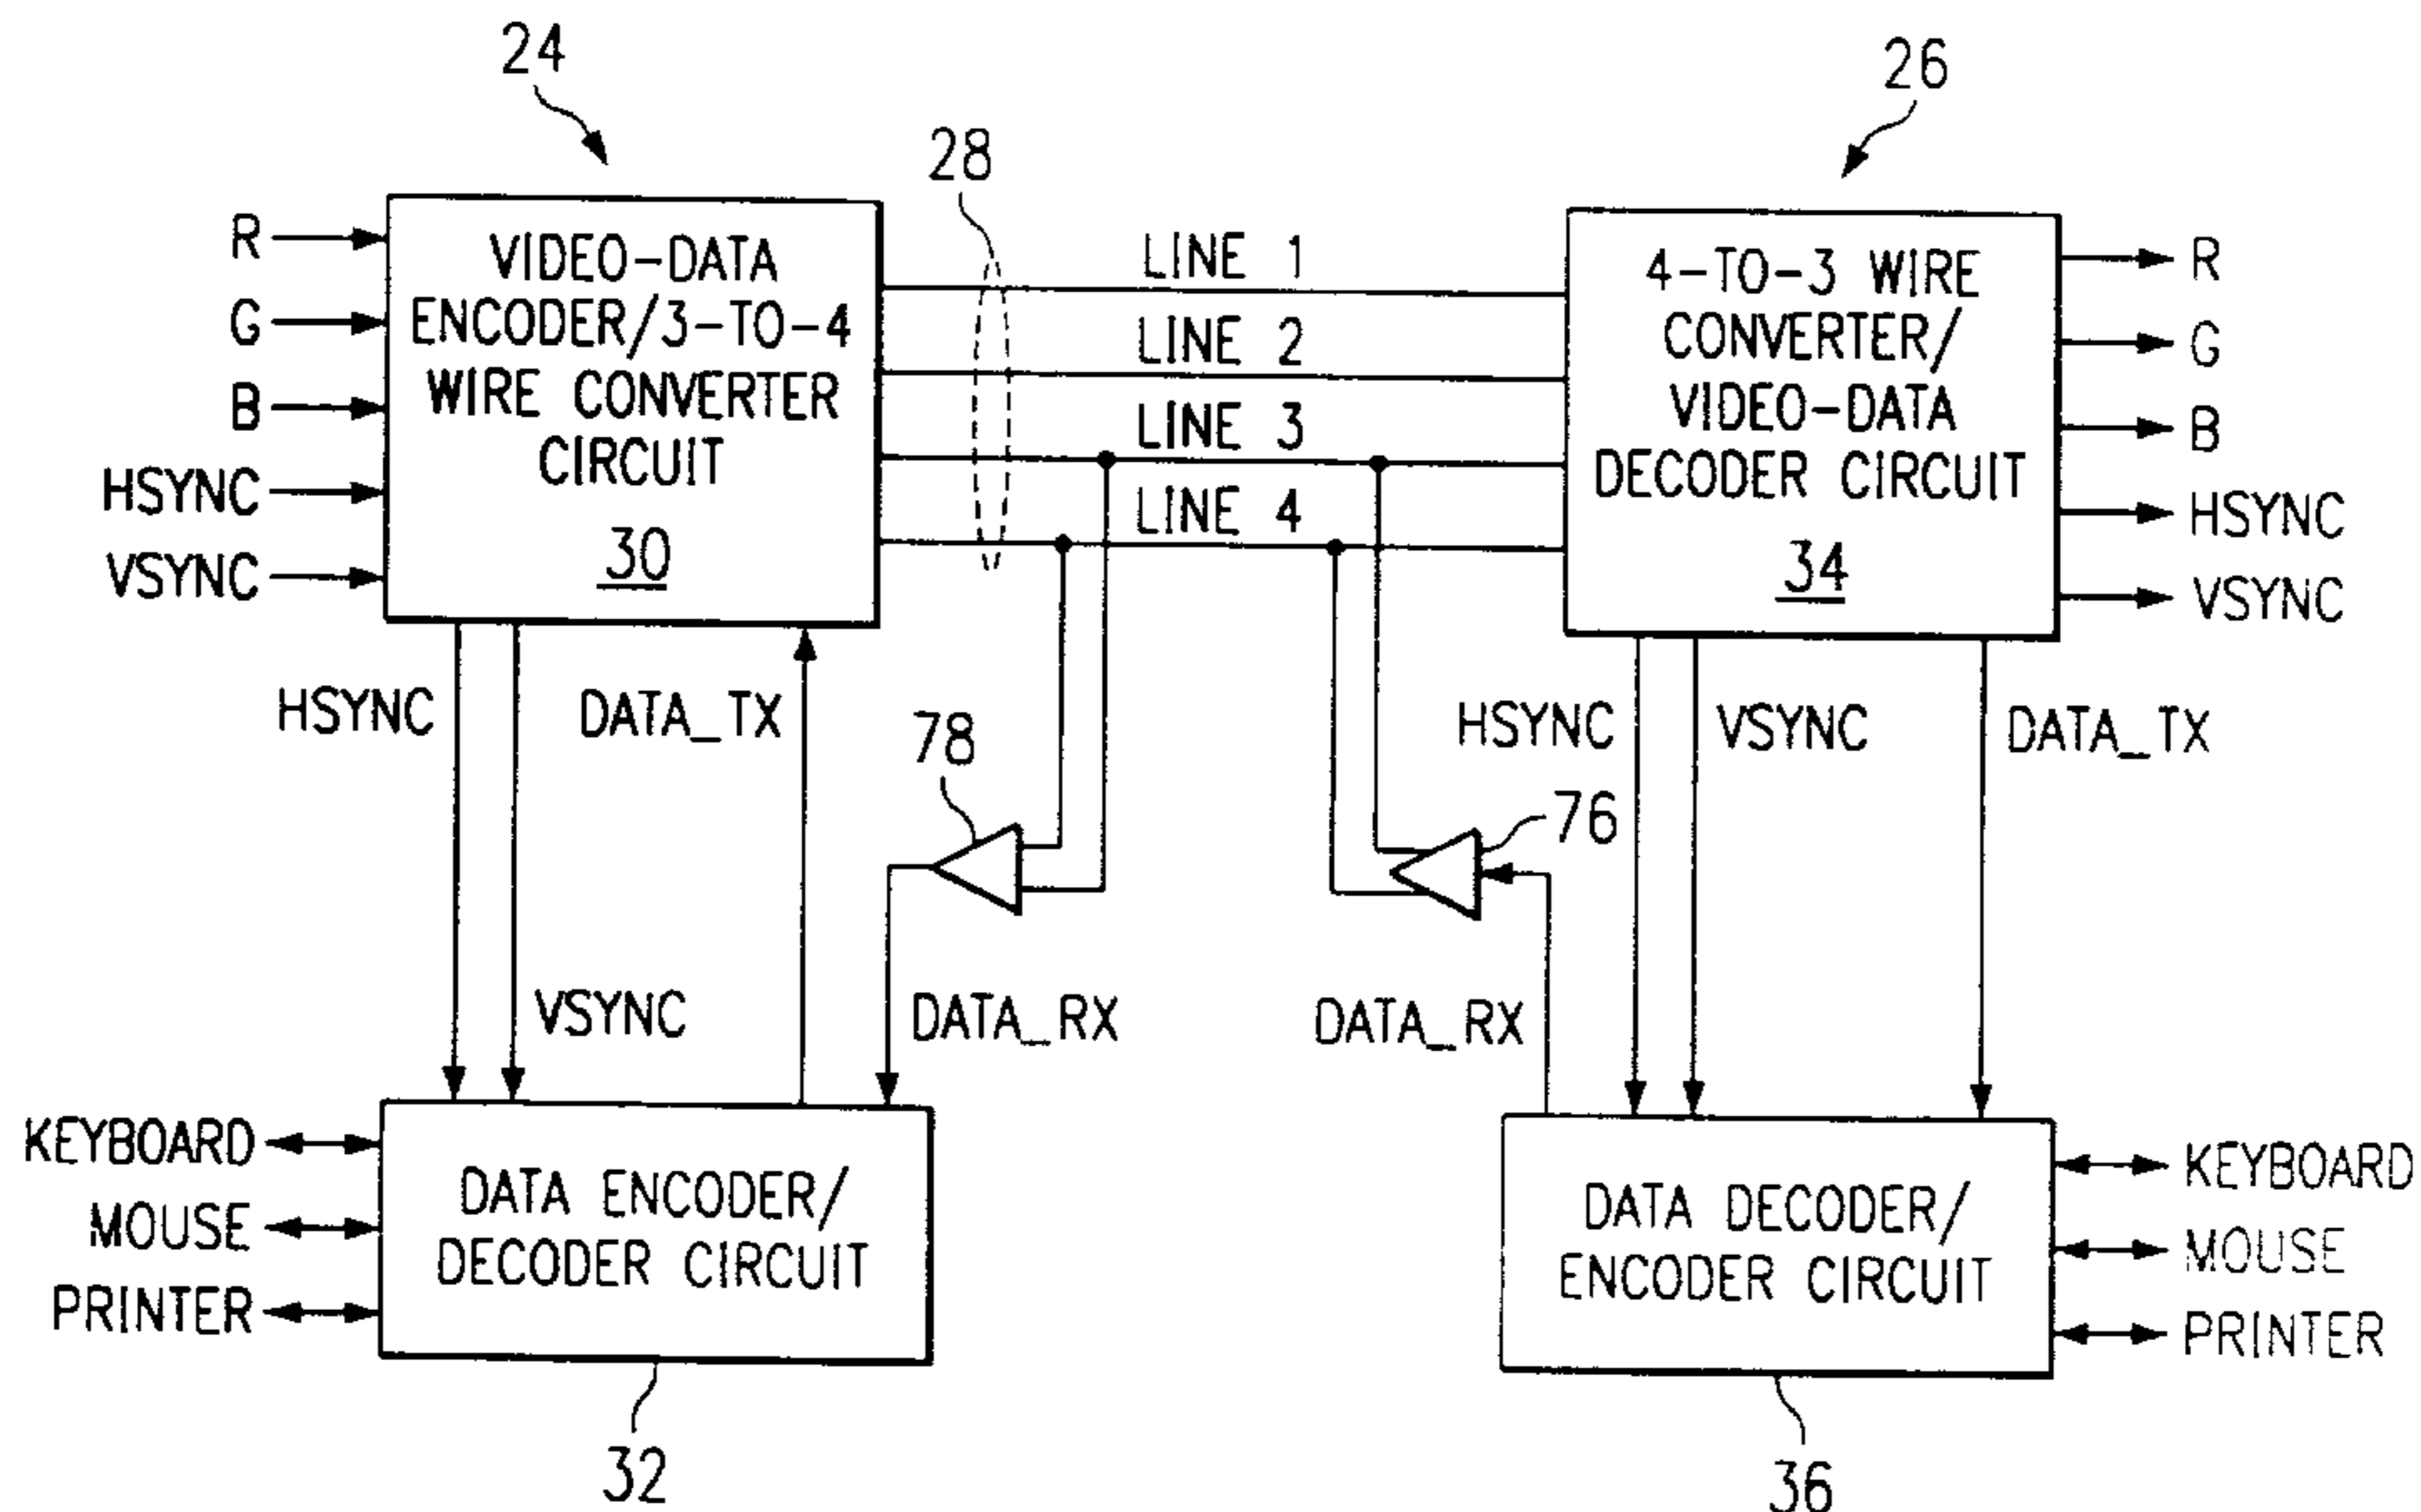 24
26
28
R
G
B
HSYNC
VSYNC
VIDEO-DATA
ENCODER/3-TO-4
WIRE CONVERTER
CIRCUIT
30
LINE 1
LINE 2
LINE 3
LINE 4
4-TO-3 WIRE
CONVERTER/
VIDEO-DATA
DECODER CIRCUIT
34
R
G
B
HSYNC
VSYNC
HSYNC
DATA_TX
VSYNC
78
DATA_RX
76
DATA_RX
HSYNC
VSYNC
DATA_TX
KEYBOARD
MOUSE
PRINTER
DATA ENCODER/
DECODER CIRCUIT
32
DATA DECODER/
ENCODER CIRCUIT
36
KEYBOARD
MOUSE
PRINTER